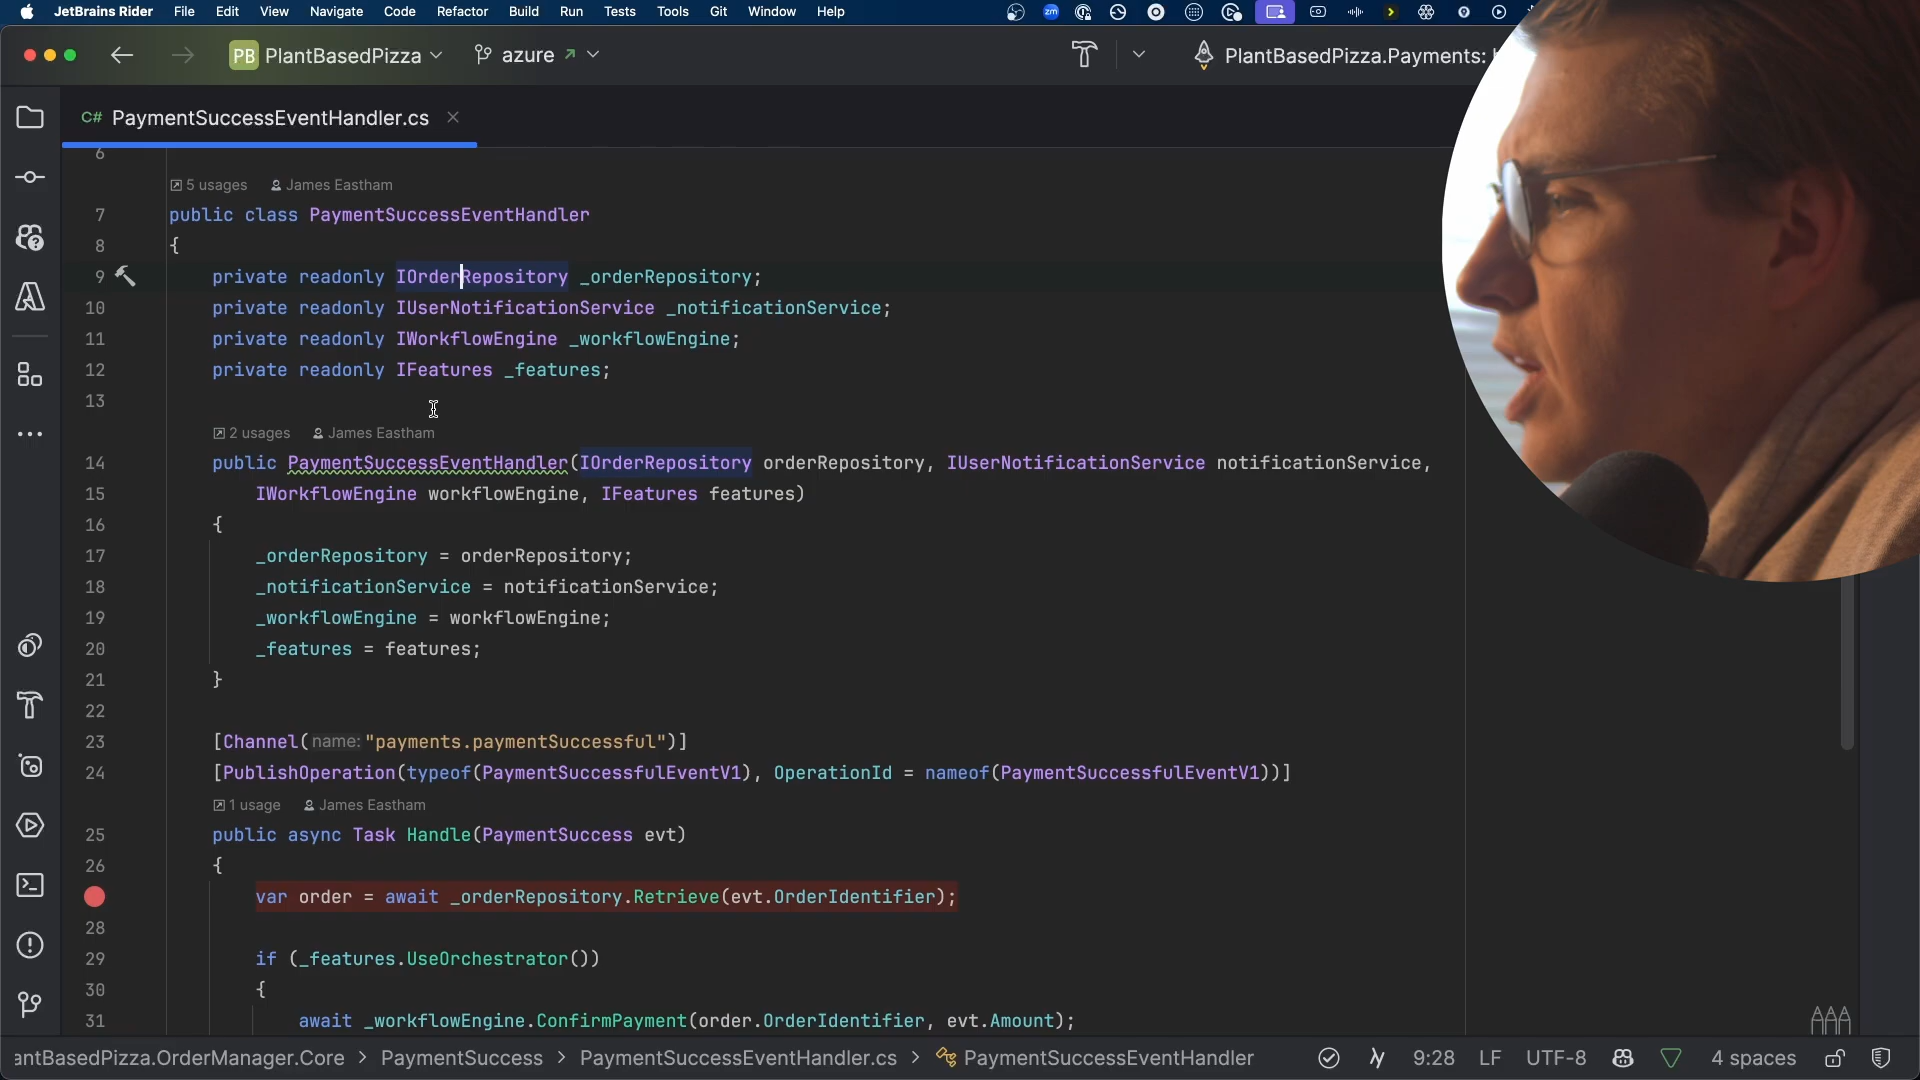 JetBrains Rider File Edit View Navigate Code Refactor Build Run Tests Tools Git Window Help
zm
PB PlantBasedPizza azure PlantBasedPizza.Payments:
C# PaymentSuccessEventHandler.cs
6
5 usages James Eastham
7 public class PaymentSuccessEventHandler
8 {
9 private readonly IOrderRepository _orderRepository;
10 private readonly IUserNotificationService _notificationService;
11 private readonly IWorkflowEngine _workflowEngine;
12 private readonly IFeatures _features;
13
2 usages James Eastham
14 public PaymentSuccessEventHandler(IOrderRepository orderRepository, IUserNotificationService notificationService,
15 IWorkflowEngine workflowEngine, IFeatures features)
16 {
17 _orderRepository = orderRepository;
18 _notificationService = notificationService;
19 _workflowEngine = workflowEngine;
20 _features = features;
21 }
22
23 [Channel(name: "payments.paymentSuccessful")]
24 [PublishOperation(typeof(PaymentSuccessfulEventV1), OperationId = nameof(PaymentSuccessfulEventV1))]
1 usage James Eastham
25 public async Task Handle(PaymentSuccess evt)
26 {
var order = await _orderRepository.Retrieve(evt.OrderIdentifier);
28
29 if (_features.UseOrchestrator())
30 {
31 await _workflowEngine.ConfirmPayment(order.OrderIdentifier, evt.Amount);
antBasedPizza.OrderManager.Core > PaymentSuccess > PaymentSuccessEventHandler.cs > PaymentSuccessEventHandler 9:28 LF UTF-8 4 spaces